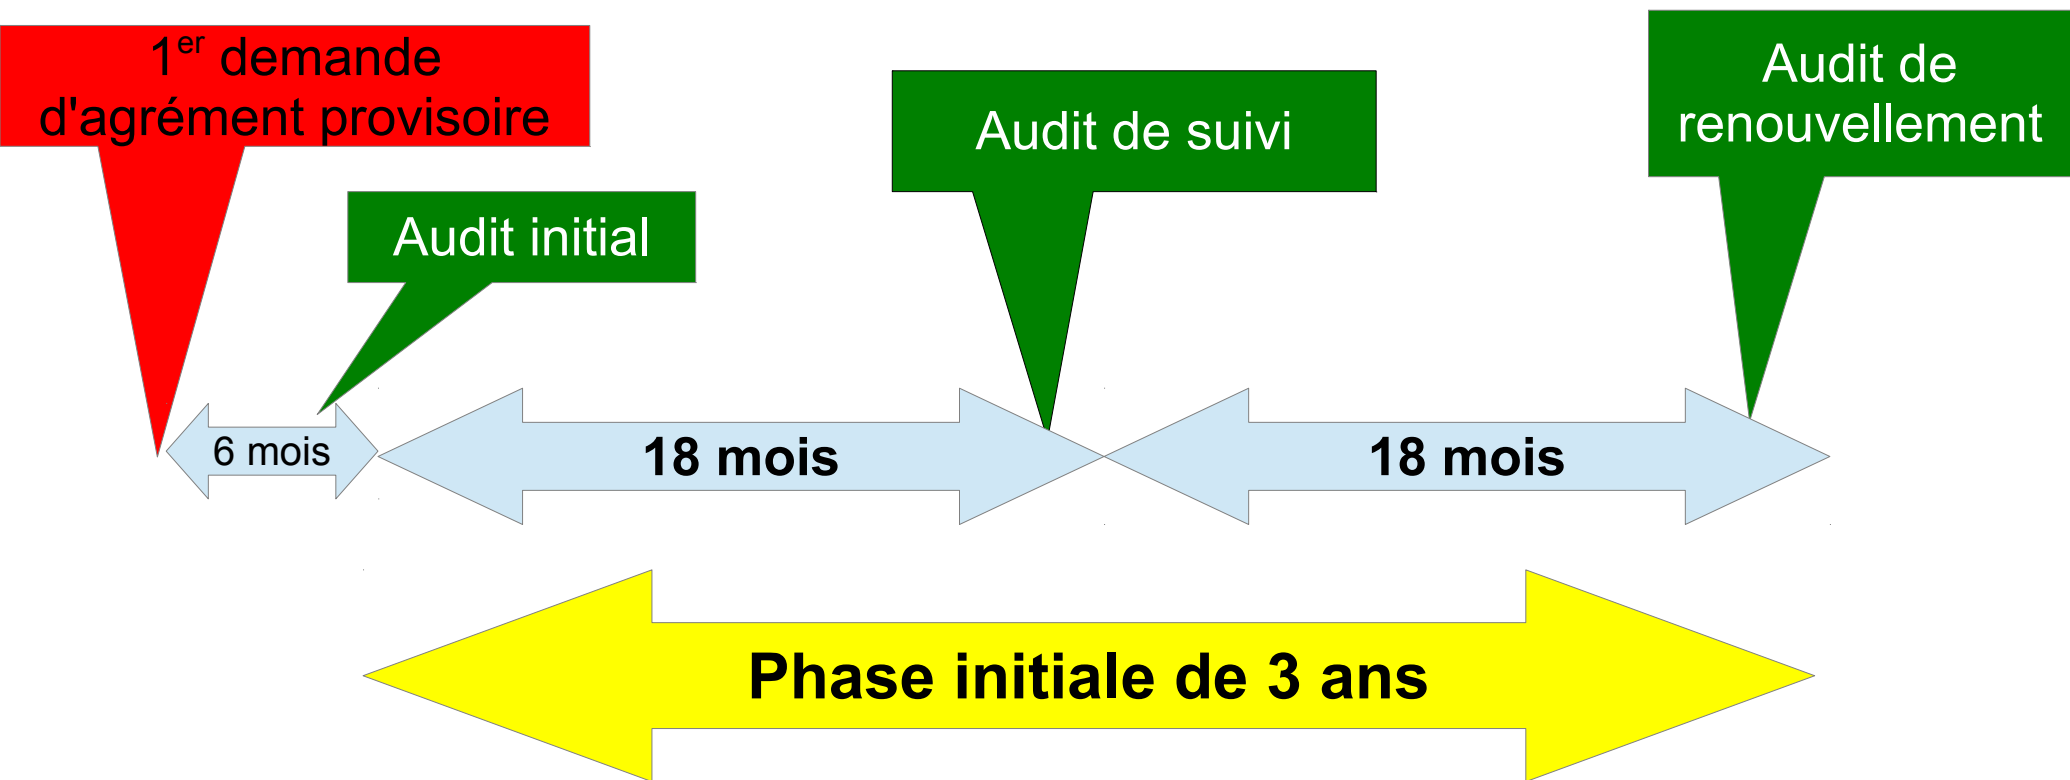 1er demande
d'agrément provisoire
Audit initial
Audit de suivi
Audit de
renouvellement
6 mois
18 mois
18 mois
Phase initiale de 3 ans